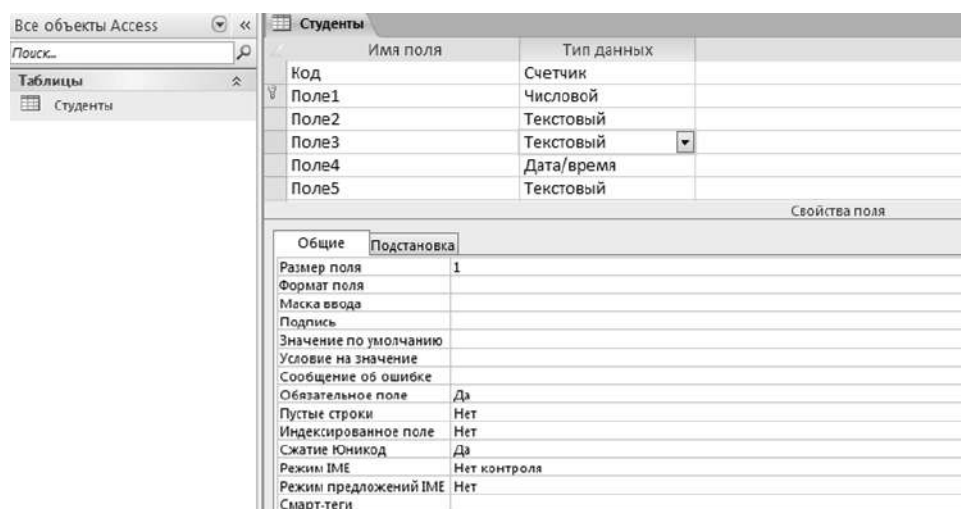 Все объекты Access
Поиск...
Таблицы
Студенты
Студенты
Имя поля Тип данных
Код Счетчик
Поле1 Числовой
Поле2 Текстовый
Поле3 Текстовый
Поле4 Дата/время
Поле5 Текстовый
Свойства поля
Общие Подстановка
Размер поля 1
Формат поля
Маска ввода
Подпись
Значение по умолчанию
Условие на значение
Сообщение об ошибке
Обязательное поле Да
Пустые строки Нет
Индексированное поле Нет
Сжатие Юникод Да
Режим IME Нет контроля
Режим предложений IME Нет
Смарт-теги